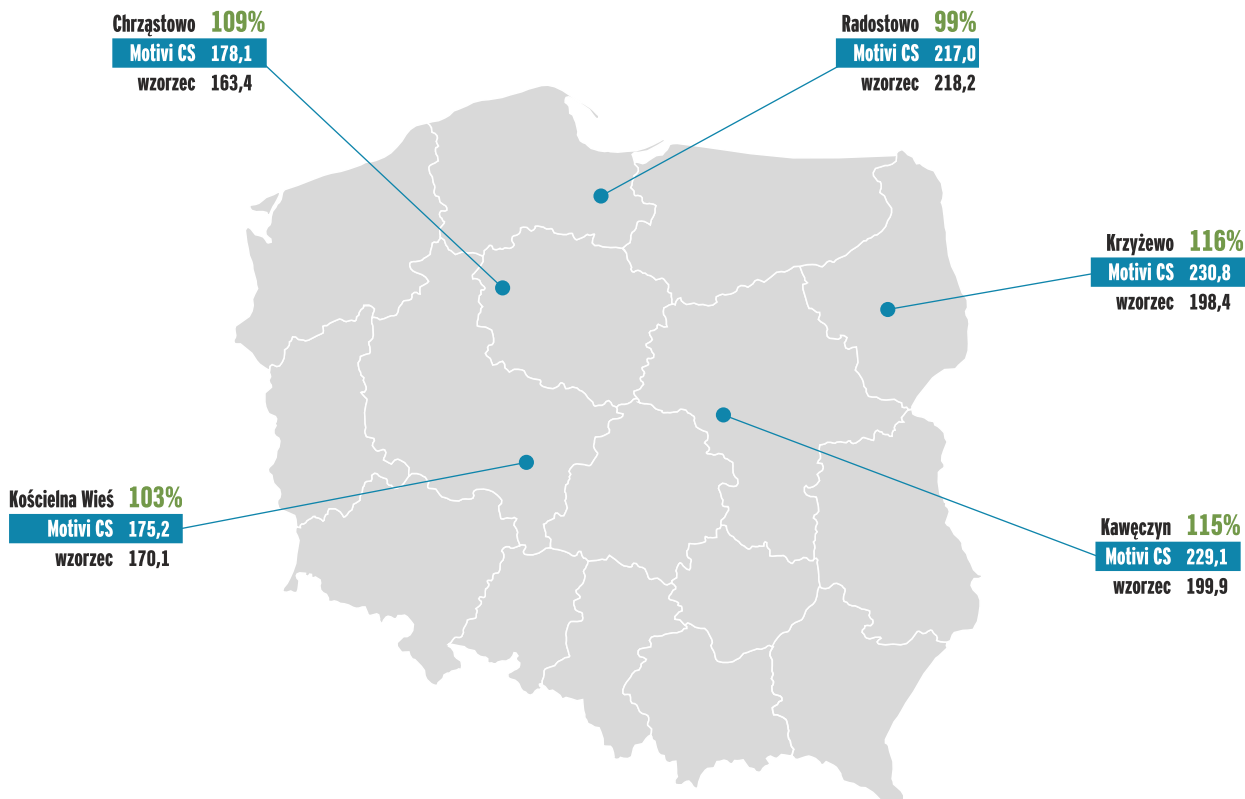 Chrząstowo 109%
Motivi CS 178,1
wzorzec 163,4
Radostowo 99%
Motivi CS 217,0
wzorzec 218,2
Krzyżewo 116%
Motivi CS 230,8
wzorzec 198,4
Kościelna Wieś 103%
Motivi CS 175,2
wzorzec 170,1
Kawęczyn 115%
Motivi CS 229,1
wzorzec 199,9